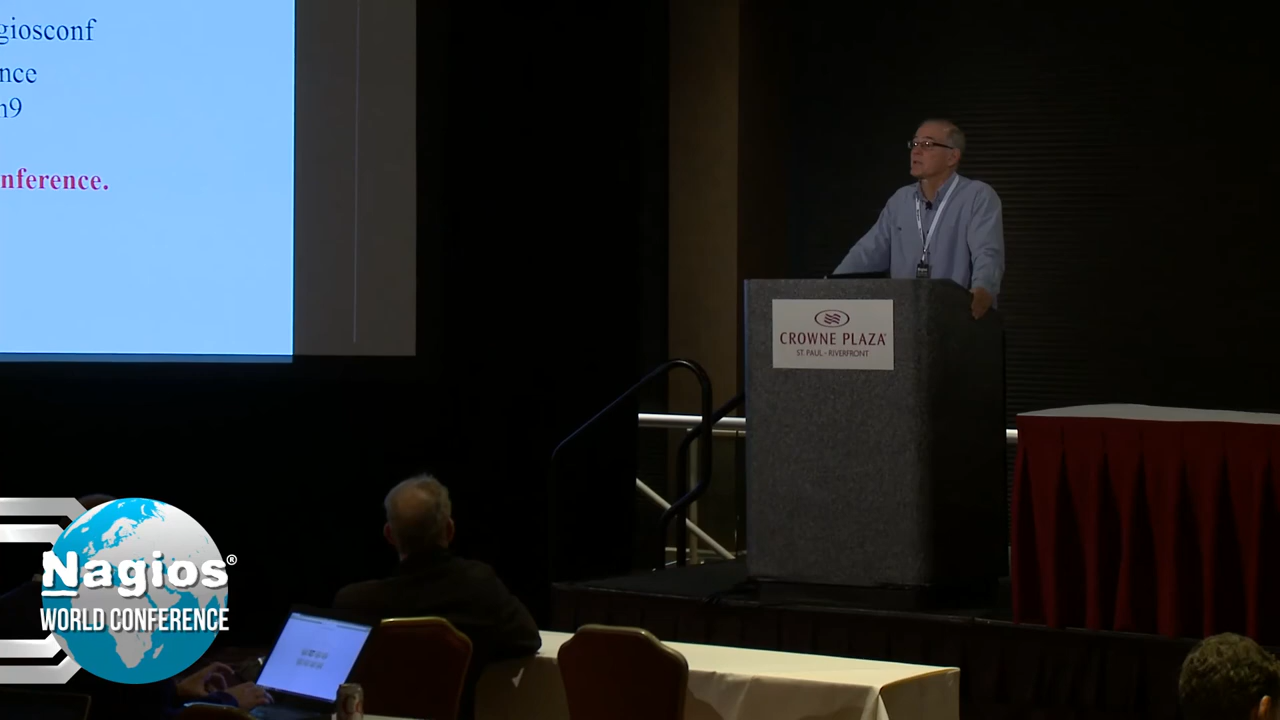 giosconf
nce
n9
nference.
CROWNE PLAZA
ST. PAUL - RIVERFRONT
Nagios®
WORLD CONFERENCE